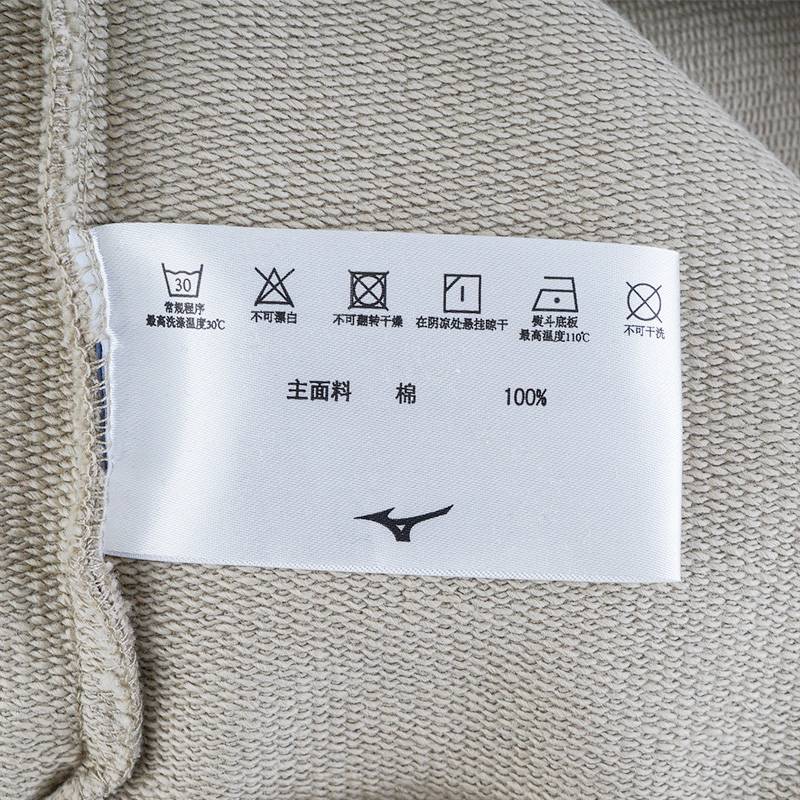 30
常规程序
最高洗涤温度30℃
不可漂白
不可翻转干燥
在阴凉处悬挂晾干
熨斗底板
最高温度110℃
不可干洗
主面料 棉 100%